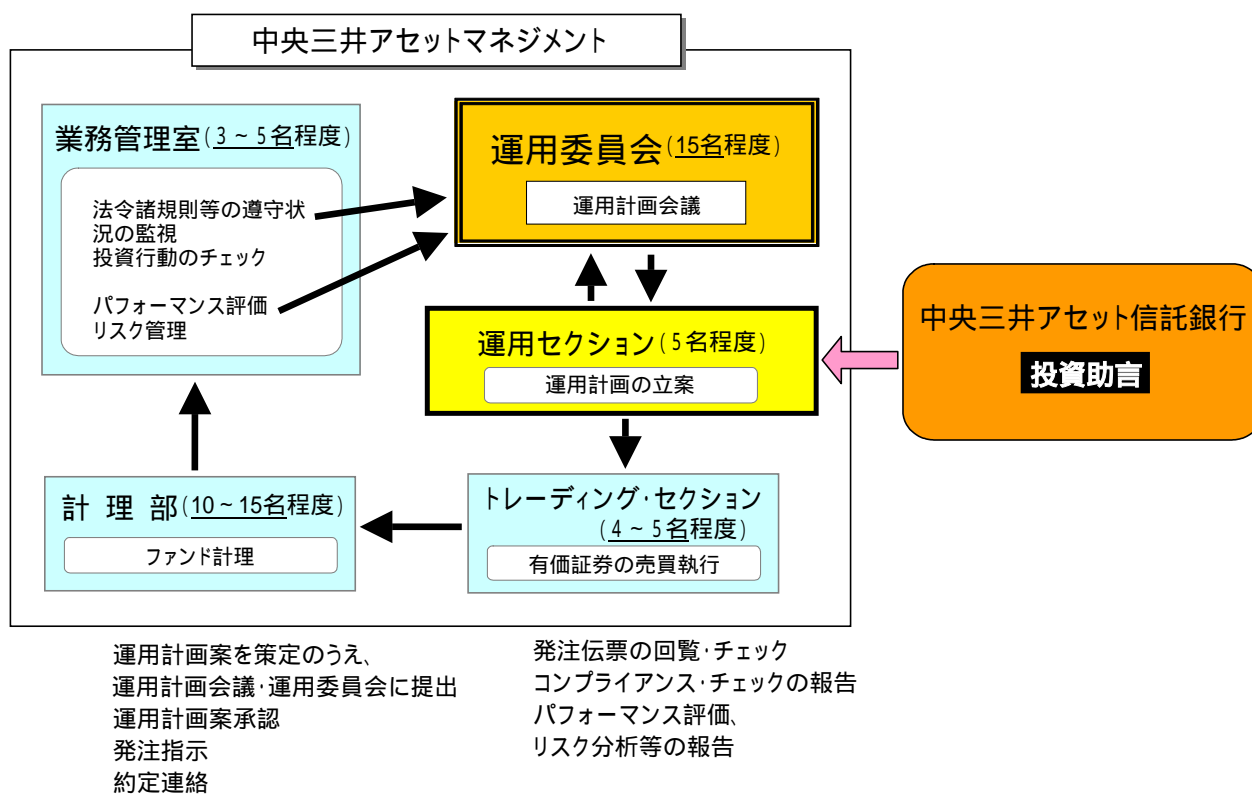 中央三井アセットマネジメント
業務管理室(3~5名程度)
法令諸規則等の遵守状
況の監視
投資行動のチェック
パフォーマンス評価
リスク管理
運用委員会(15名程度)
運用計画会議
運用セクション(5名程度)
運用計画の立案
中央三井アセット信託銀行
投資助言
計 理 部(10~15名程度)
ファンド計理
トレーディング・セクション
(4~5名程度)
有価証券の売買執行
運用計画案を策定のうえ、
運用計画会議・運用委員会に提出
運用計画案承認
発注指示
約定連絡
発注伝票の回覧・チェック
コンプライアンス・チェックの報告
パフォーマンス評価、
リスク分析等の報告